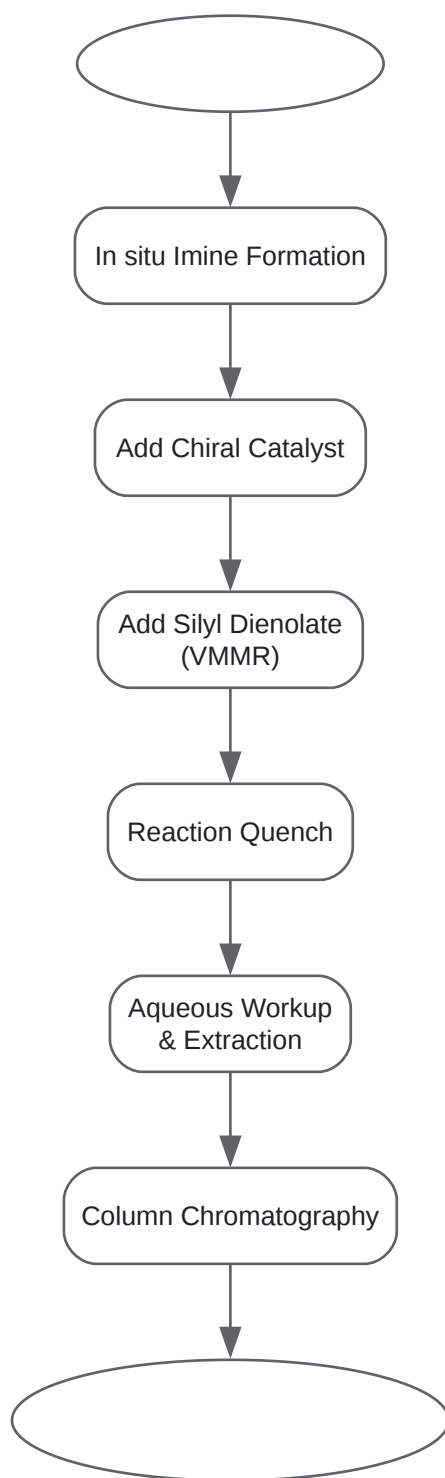 In situ Imine Formation
Add Chiral Catalyst
Add Silyl Dienolate
(VMMR)
Reaction Quench
Aqueous Workup
& Extraction
Column Chromatography